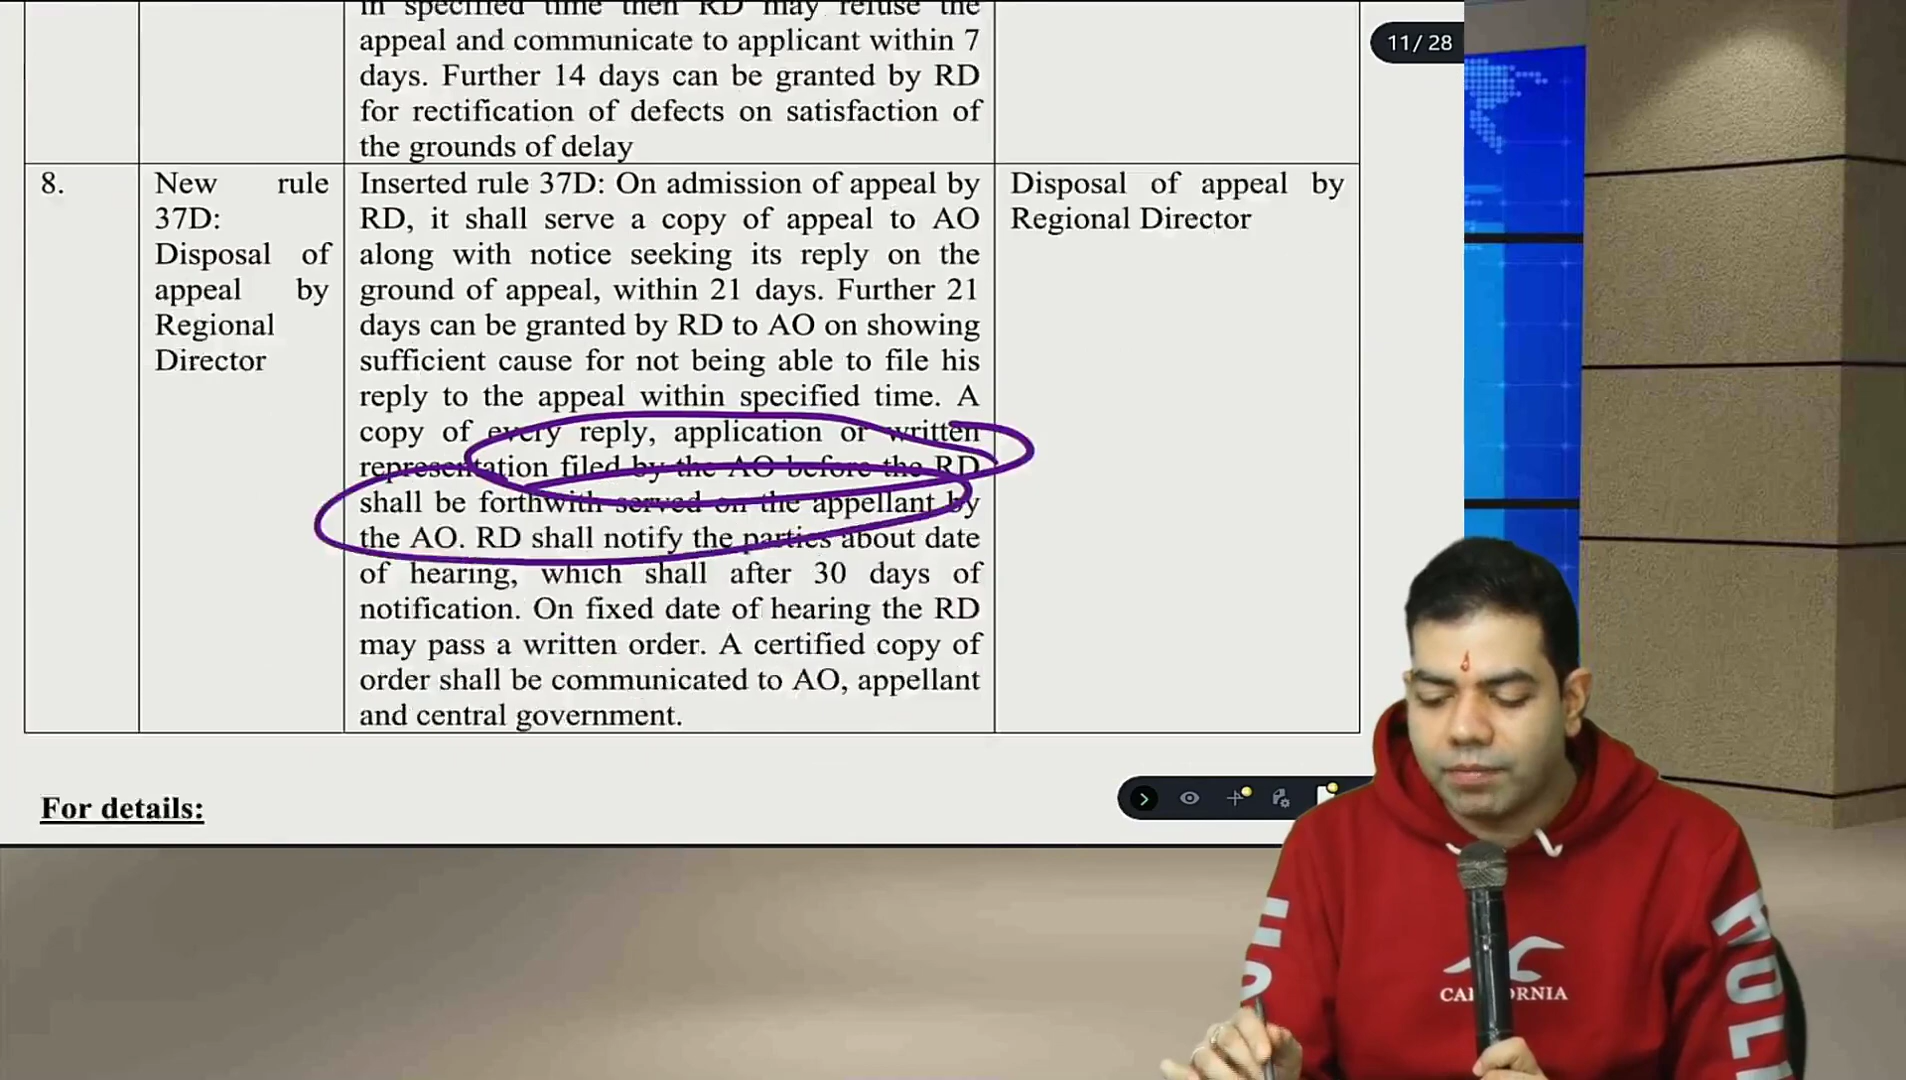 in specified time then RD may refuse the
appeal and communicate to applicant within 7
days. Further 14 days can be granted by RD
for rectification of defects on satisfaction of
the grounds of delay
11/ 28
8.
New rule
37D:
Disposal of
appeal by
Regional
Director
Inserted rule 37D: On admission of appeal by
RD, it shall serve a copy of appeal to AO
along with notice seeking its reply on the
ground of appeal, within 21 days. Further 21
days can be granted by RD to AO on showing
sufficient cause for not being able to file his
reply to the appeal within specified time. A
copy of every reply, application or written
representation filed by the AO before the RD
shall be forthwith served on the appellant by
the AO. RD shall notify the parties about date
of hearing, which shall after 30 days of
notification. On fixed date of hearing the RD
may pass a written order. A certified copy of
order shall be communicated to AO, appellant
and central government.
Disposal of appeal by
Regional Director
For details: